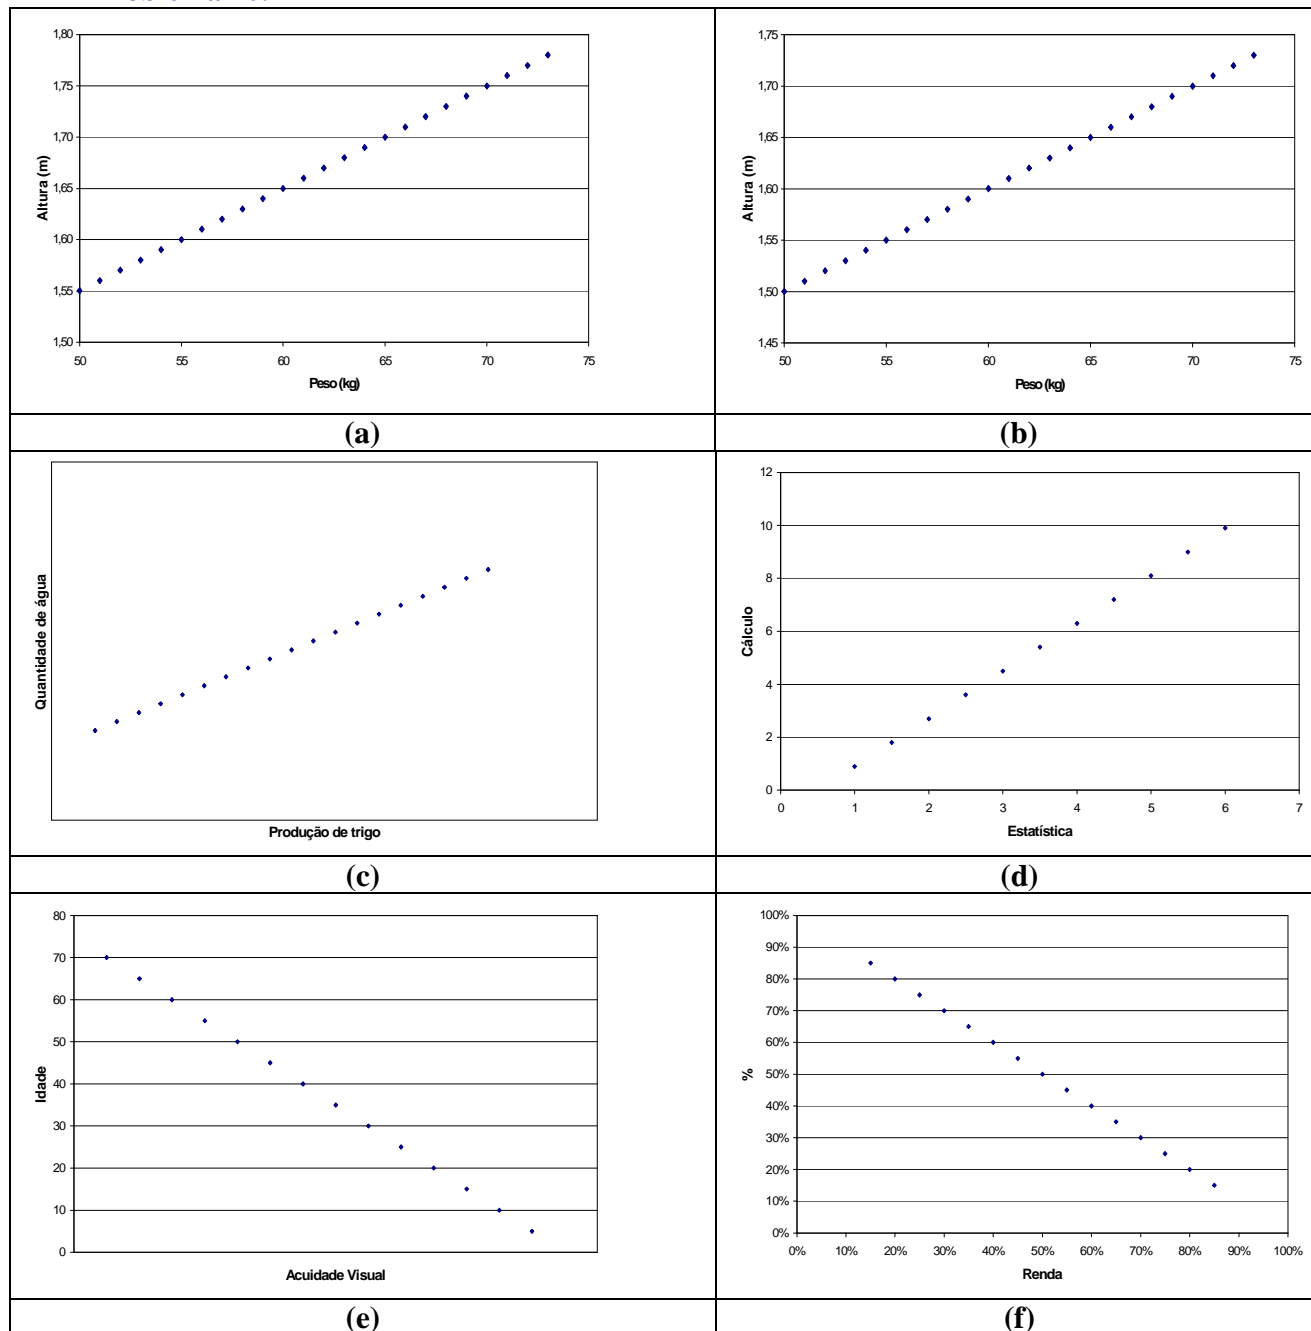 1,80
1,75
1,70
1,65
1,60
1,55
1,50
50 55 60 65 70 75
Altura (m)
Peso (kg)
(a)
1,75
1,70
1,65
1,60
1,55
1,50
1,45
50 55 60 65 70 75
Altura (m)
Peso (kg)
(b)
Quantidade de água
Produção de trigo
(c)
12
10
8
6
4
2
0
0 1 2 3 4 5 6 7
Cálculo
Estatística
(d)
80
70
60
50
40
30
20
10
0
Idade
Acuidade Visual
(e)
100%
90%
80%
70%
60%
50%
40%
30%
20%
10%
0%
0% 10% 20% 30% 40% 50% 60% 70% 80% 90% 100%
%
Renda
(f)